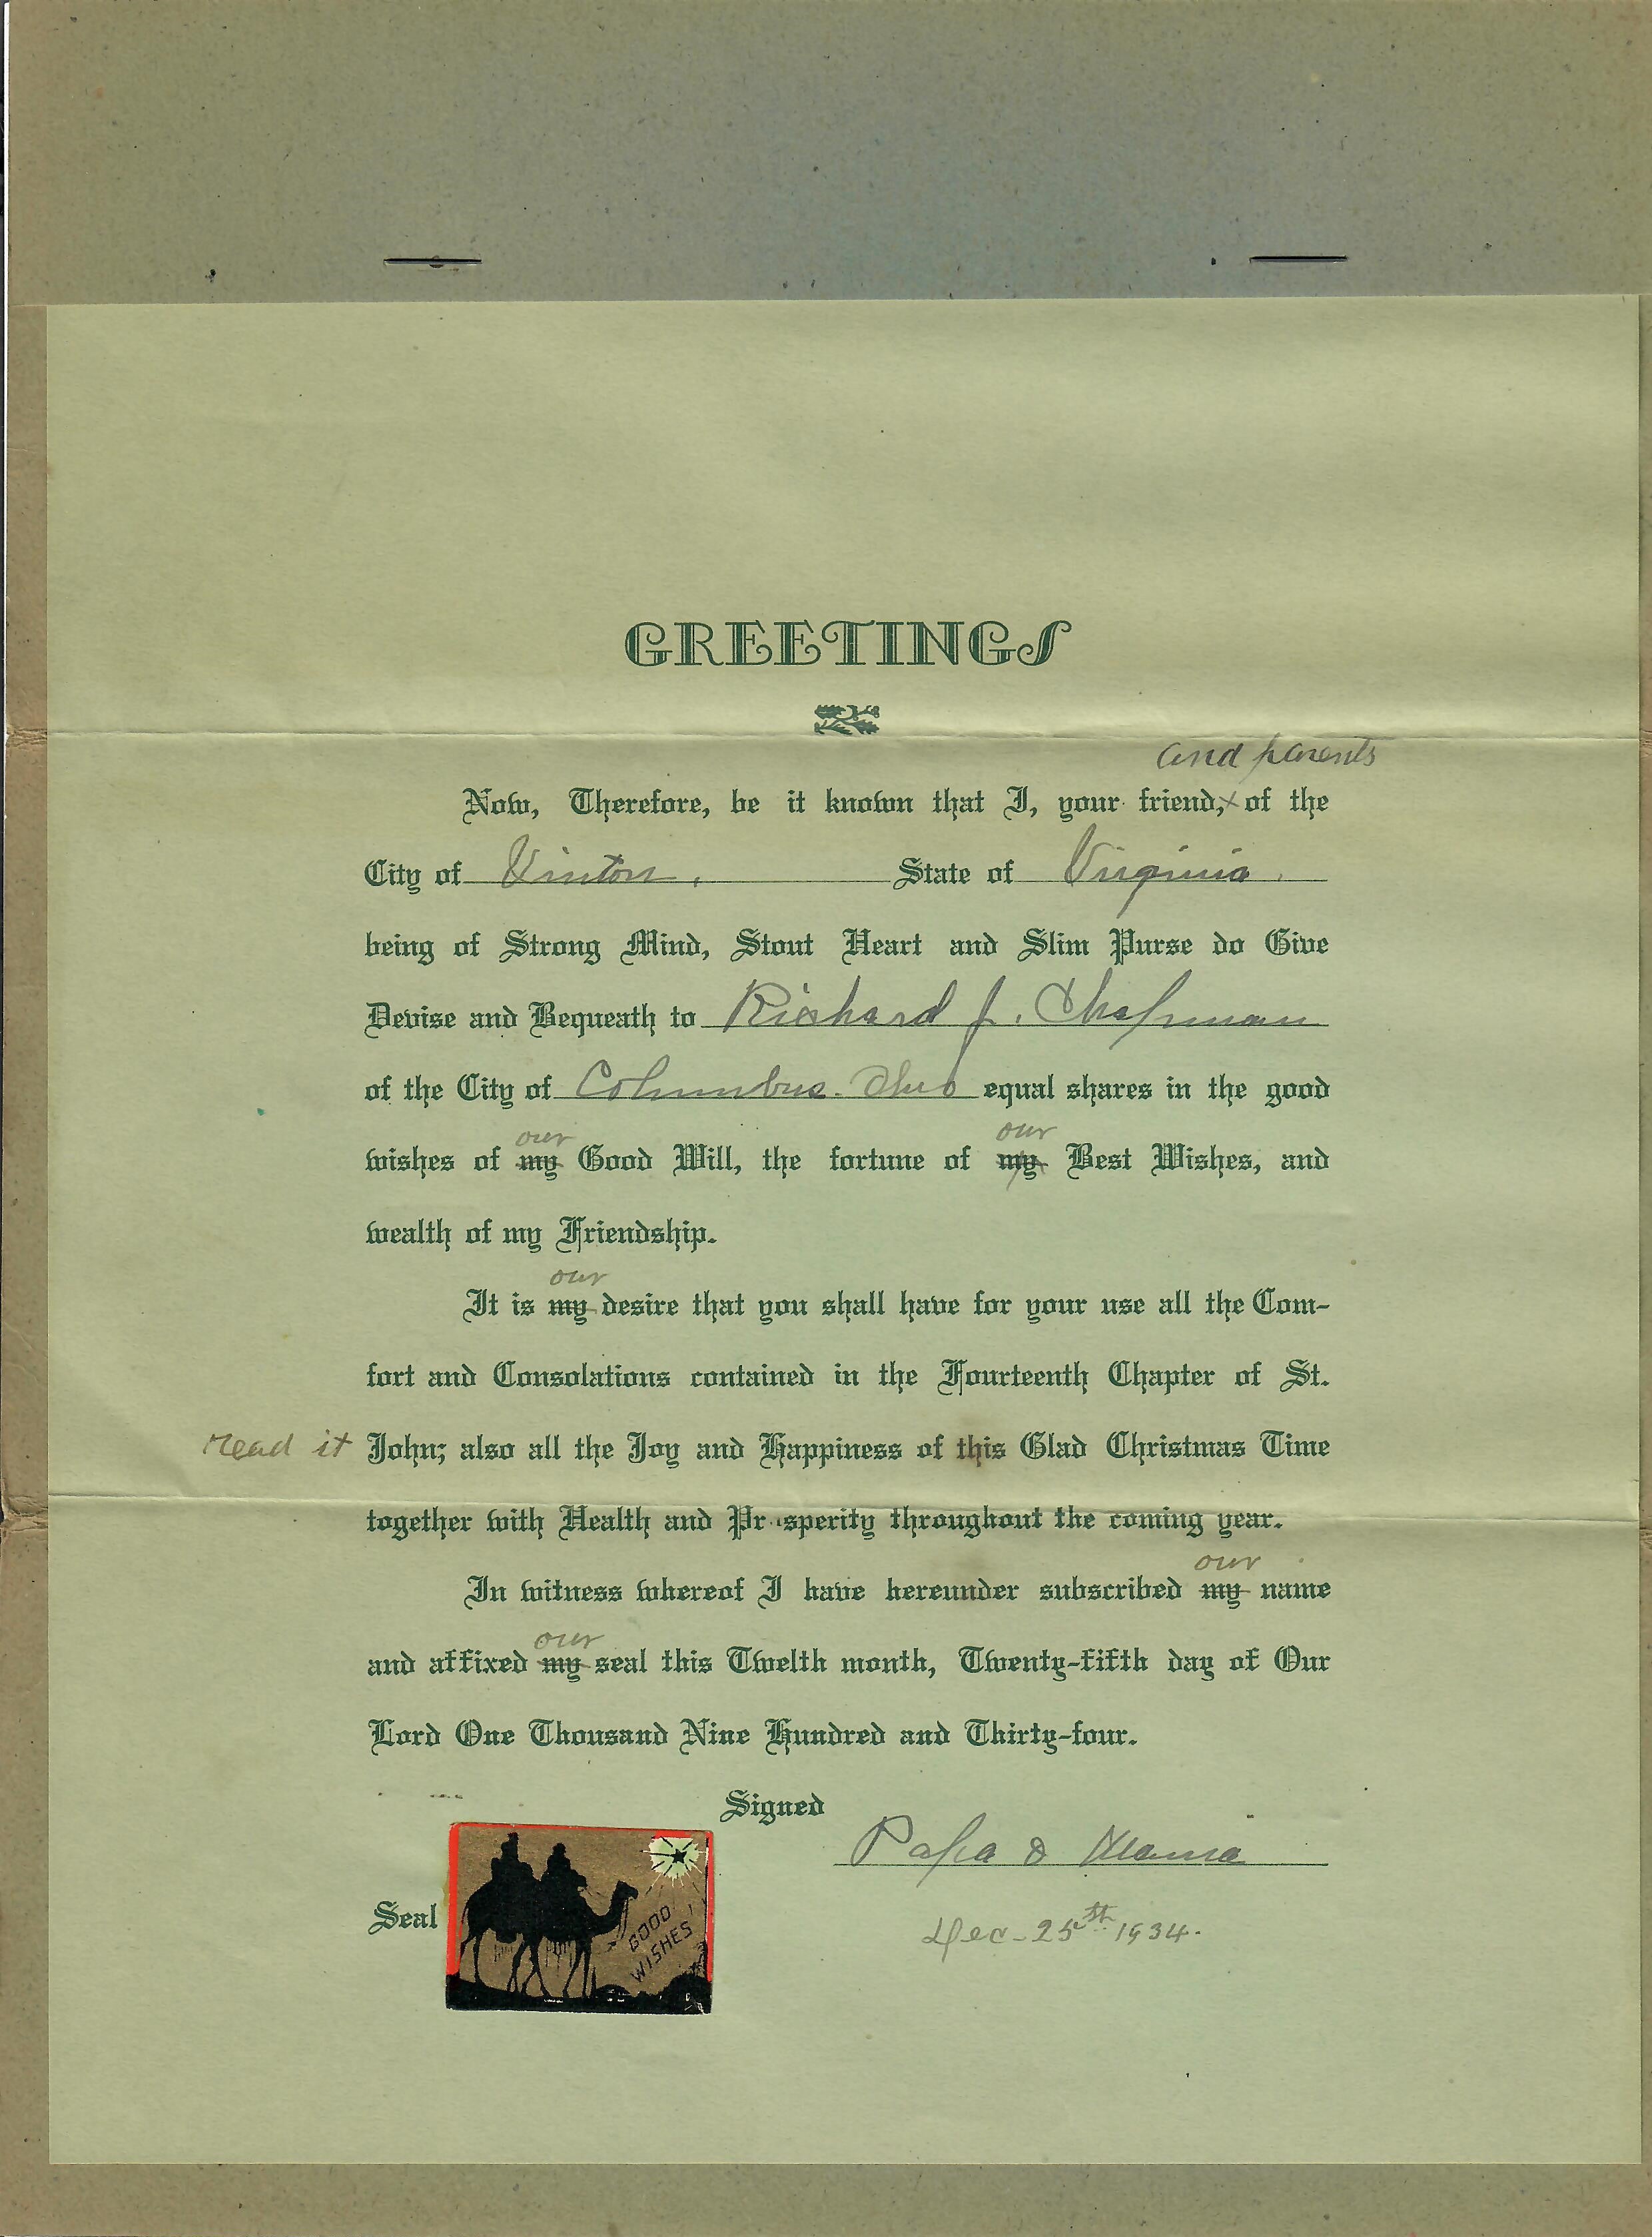 GREETINGS
and parents
Now, Therefore, be it known that I, your friend,x of the
City of Vinton, State of Virginia.
being of Strong Mind, Stout Heart and Slim Purse do Give
Devise and Bequeath to Richard J. Chapman
of the City of Columbus. Ohio equal shares in the good
our our
wishes of my Good Will, the fortune of my Best Wishes, and
wealth of my Friendship.
our
It is my desire that you shall have for your use all the Com-
fort and Consolations contained in the Fourteenth Chapter of St.
read it John; also all the Joy and Happiness of this Glad Christmas Time
together with Health and Pr sperity throughout the coming year.
our
In witness whereof I have hereunder subscribed my name
our
and affixed my seal this Twelth month, Twenty-fifth day of Our
Lord One Thousand Nine Hundred and Thirty-four.
Signed
Papa & Mama
Seal
GOOD
WISHES
Dec-25th 1934.